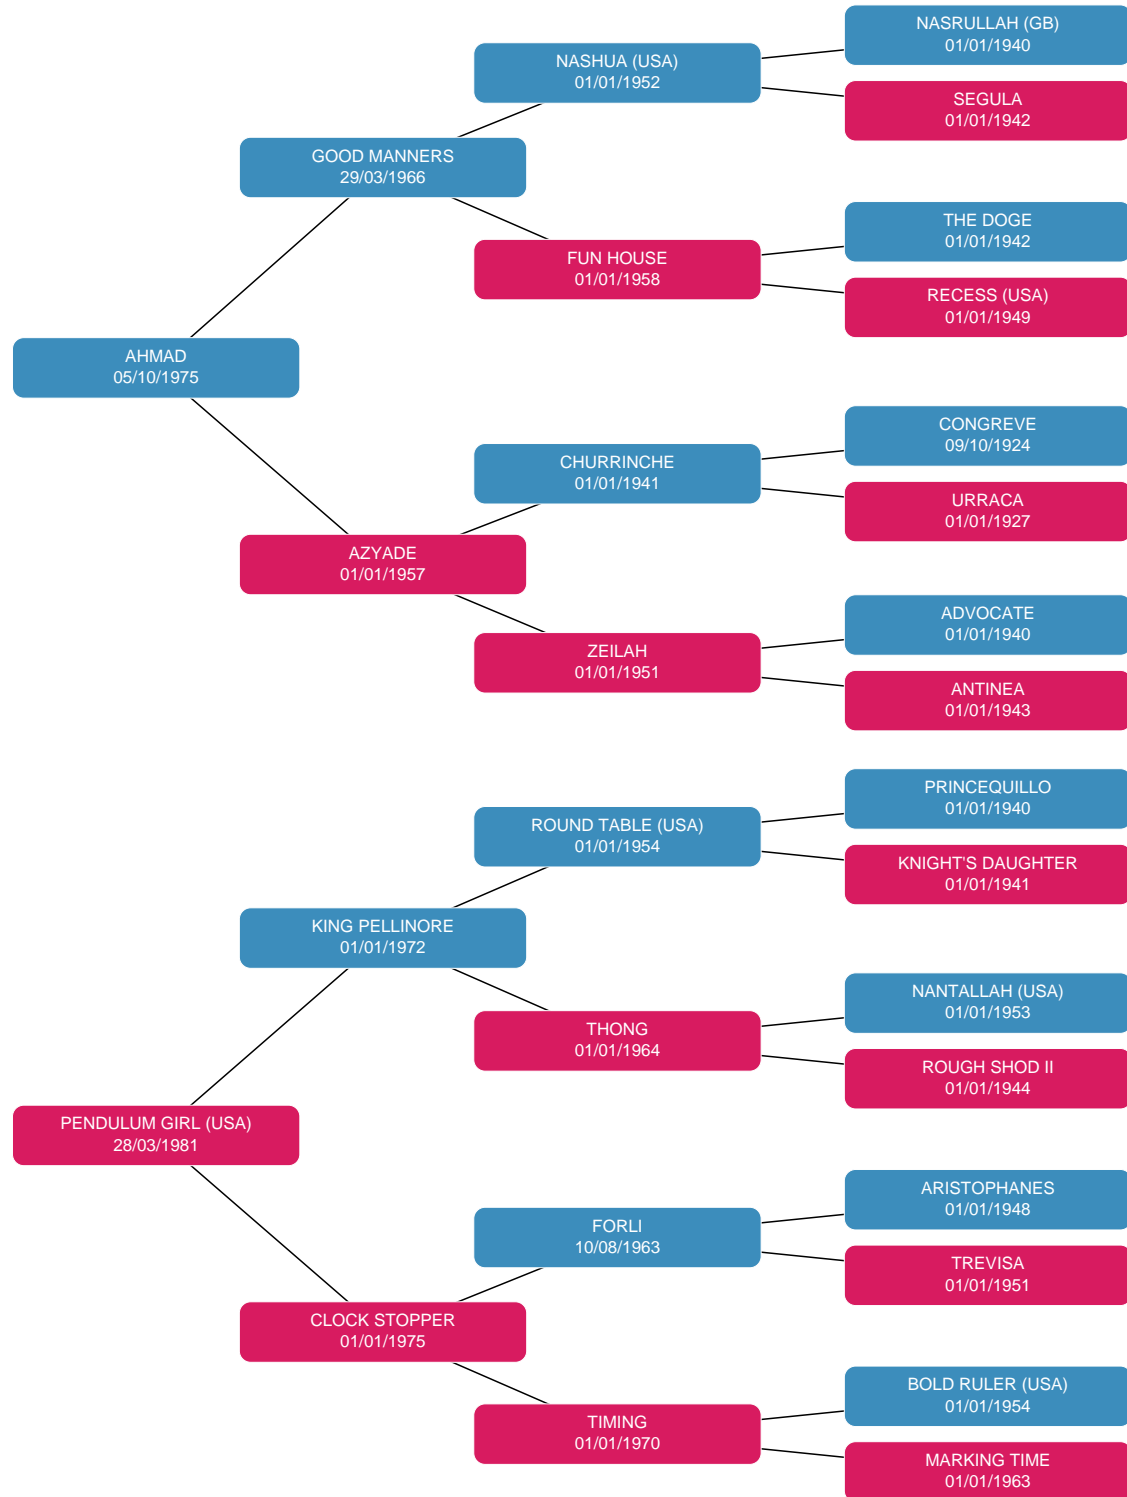 NASRULLAH (GB)
01/01/1940
NASHUA (USA)
01/01/1952
SEGULA
01/01/1942
GOOD MANNERS
29/03/1966
THE DOGE
01/01/1942
FUN HOUSE
01/01/1958
RECESS (USA)
01/01/1949
AHMAD
05/10/1975
CONGREVE
09/10/1924
CHURRINCHE
01/01/1941
URRACA
01/01/1927
AZYADE
01/01/1957
ADVOCATE
01/01/1940
ZEILAH
01/01/1951
ANTINEA
01/01/1943
PRINCEQUILLO
01/01/1940
ROUND TABLE (USA)
01/01/1954
KNIGHT'S DAUGHTER
01/01/1941
KING PELLINORE
01/01/1972
NANTALLAH (USA)
01/01/1953
THONG
01/01/1964
ROUGH SHOD II
01/01/1944
PENDULUM GIRL (USA)
28/03/1981
ARISTOPHANES
01/01/1948
FORLI
10/08/1963
TREVISA
01/01/1951
CLOCK STOPPER
01/01/1975
BOLD RULER (USA)
01/01/1954
TIMING
01/01/1970
MARKING TIME
01/01/1963